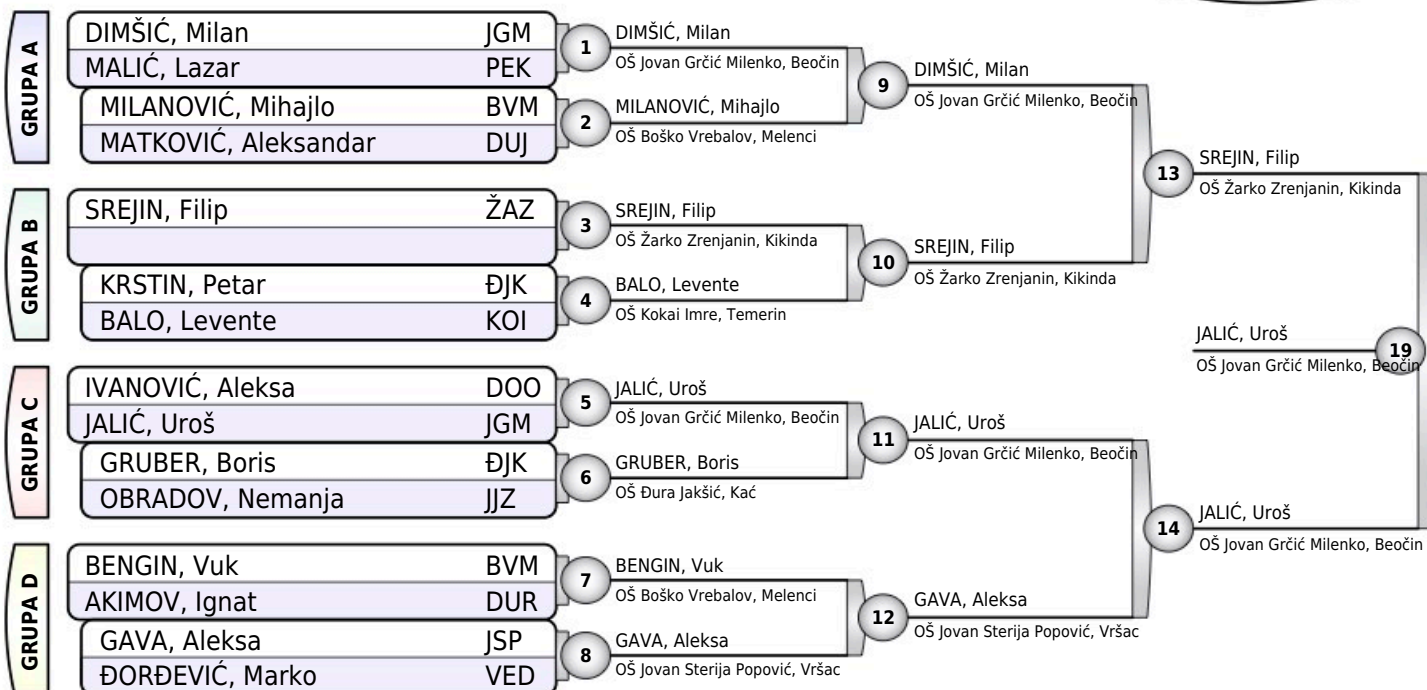 GRUPA A
DIMŠIĆ, Milan JGM
MALIĆ, Lazar PEK
MILANOVIĆ, Mihajlo BVM
MATKOVIĆ, Aleksandar DUJ
1
DIMŠIĆ, Milan
OŠ Jovan Grčić Milenko, Beočin
2
MILANOVIĆ, Mihajlo
OŠ Boško Vrebalov, Melenci
9
DIMŠIĆ, Milan
OŠ Jovan Grčić Milenko, Beočin
GRUPA B
SREJIN, Filip ŽAZ
KRSTIN, Petar ĐJK
BALO, Levente KOI
3
SREJIN, Filip
OŠ Žarko Zrenjanin, Kikinda
4
BALO, Levente
OŠ Kokai Imre, Temerin
10
SREJIN, Filip
OŠ Žarko Zrenjanin, Kikinda
13
SREJIN, Filip
OŠ Žarko Zrenjanin, Kikinda
GRUPA C
IVANOVIĆ, Aleksa DOO
JALIĆ, Uroš JGM
GRUBER, Boris ĐJK
OBRADOV, Nemanja JJZ
5
JALIĆ, Uroš
OŠ Jovan Grčić Milenko, Beočin
6
GRUBER, Boris
OŠ Đura Jakšić, Kać
11
JALIĆ, Uroš
OŠ Jovan Grčić Milenko, Beočin
GRUPA D
BENGIN, Vuk BVM
AKIMOV, Ignat DUR
GAVA, Aleksa JSP
ĐORĐEVIĆ, Marko VED
7
BENGIN, Vuk
OŠ Boško Vrebalov, Melenci
8
GAVA, Aleksa
OŠ Jovan Sterija Popović, Vršac
12
GAVA, Aleksa
OŠ Jovan Sterija Popović, Vršac
14
JALIĆ, Uroš
OŠ Jovan Grčić Milenko, Beočin
JALIĆ, Uroš
OŠ Jovan Grčić Milenko, Beočin
19